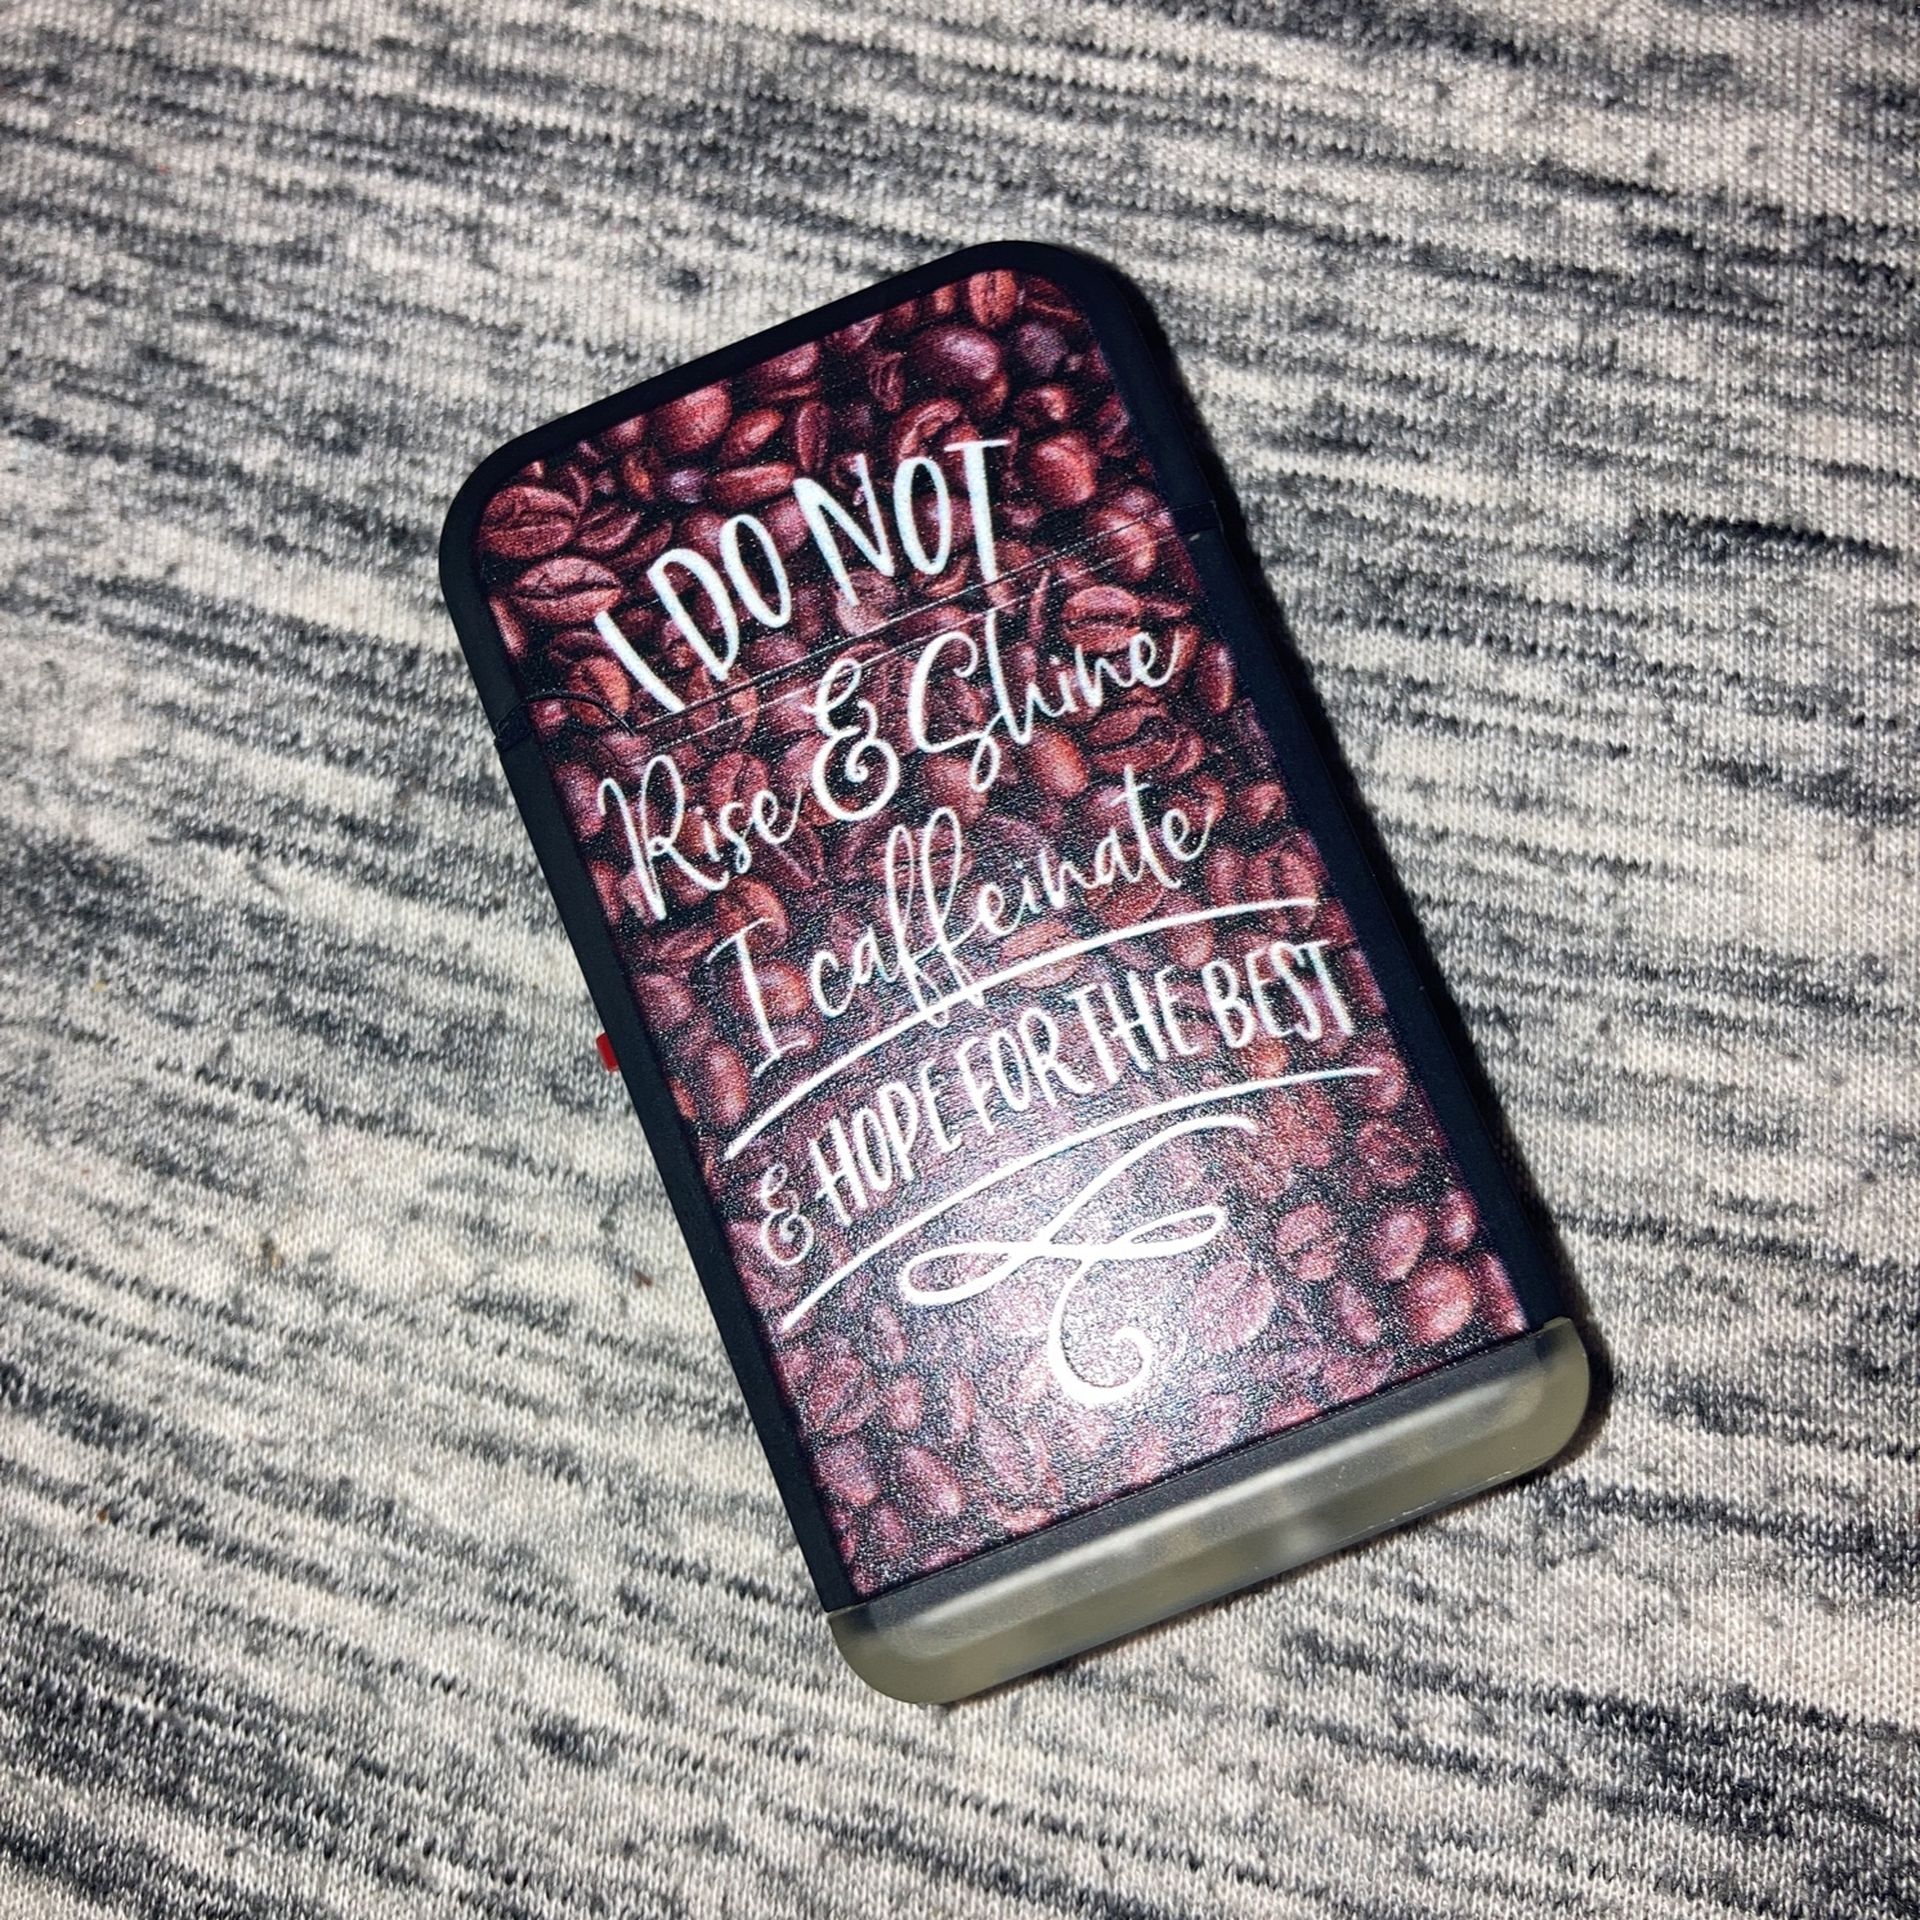 I DO NOT
Rise & Shine
I caffeinate
& HOPE FOR THE BEST